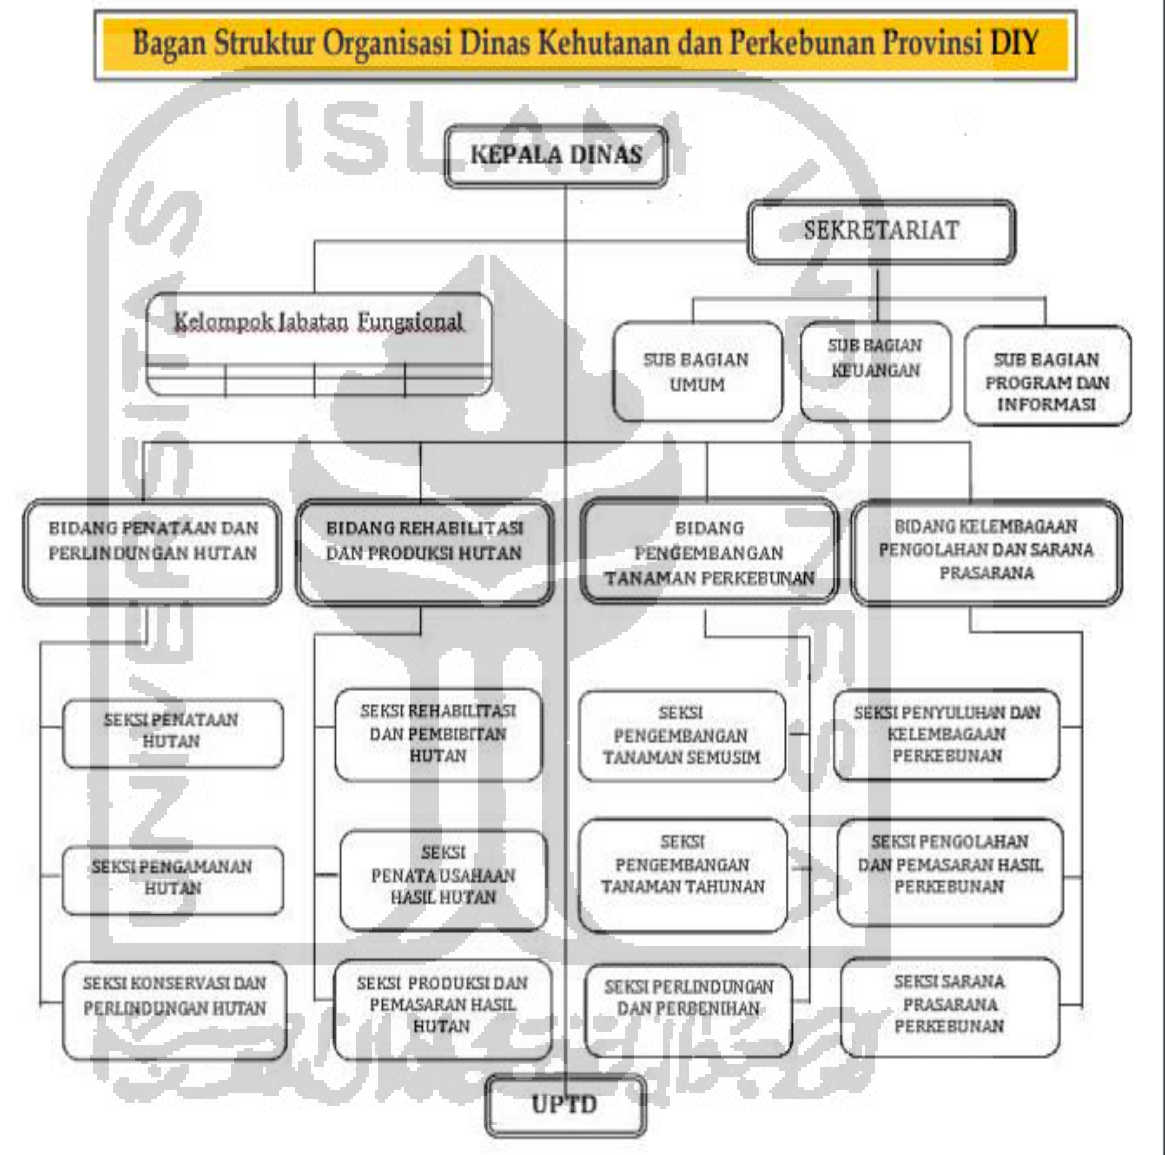 Bagan Struktur Organisasi Dinas Kehutanan dan Perkebunan Provinsi DIY
ISLAM
UNIVERSITAS
INDONESIA
KEPALA DINAS
SEKRETARIAT
Kelompok Jabatan Fungsional
SUB BAGIAN
UMUM
SUB BAGIAN
KEUANGAN
SUB BAGIAN
PROGRAM DAN
INFORMASI
BIDANG PENATAAN DAN
PERLINDUNGAN HUTAN
BIDANG REHABILITASI
DAN PRODUKSI HUTAN
BIDANG
PENGEMBANGAN
TANAMAN PERKEBUNAN
BIDANG KELEMBAGAAN
PENGOLAHAN DAN SARANA
PRASARANA
SEKSI PENATAAN
HUTAN
SEKSI REHABILITASI
DAN PEMBIBITAN
HUTAN
SEKSI
PENGEMBANGAN
TANAMAN SEMUSIM
SEKSI PENYULUHAN DAN
KELEMBAGAAN
PERKEBUNAN
SEKSI PENGAMANAN
HUTAN
SEKSI
PENATA USAHAAN
HASIL HUTAN
SEKSI
PENGEMBANGAN
TANAMAN TAHUNAN
SEKSI PENGOLAHAN
DAN PEMASARAN HASIL
PERKEBUNAN
SEKSI KONSERVASI DAN
PERLINDUNGAN HUTAN
SEKSI PRODUKSI DAN
PEMASARAN HASIL
HUTAN
SEKSI PERLINDUNGAN
DAN PERBENIHAN
SEKSI SARANA
PRASARANA
PERKEBUNAN
UPTD